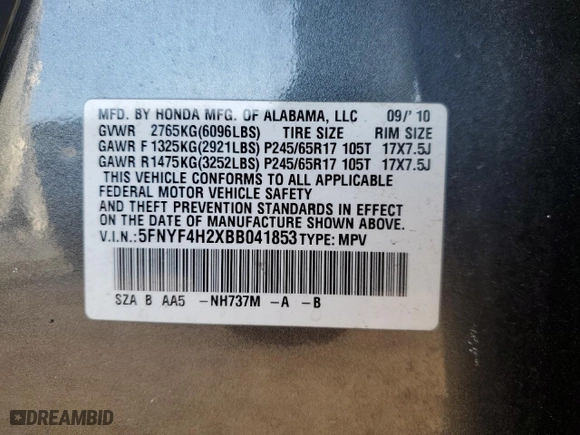 MFD. BY HONDA MFG. OF ALABAMA, LLC 09/'10
GVWR 2765KG(6096LBS) TIRE SIZE RIM SIZE
GAWR F 1325KG(2921LBS) P245/65R17 105T 17X7.5J
GAWR R 1475KG(3252LBS) P245/65R17 105T 17X7.5J
THIS VEHICLE CONFORMS TO ALL APPLICABLE
FEDERAL MOTOR VEHICLE SAFETY
AND THEFT PREVENTION STANDARDS IN EFFECT
ON THE DATE OF MANUFACTURE SHOWN ABOVE.
V.I.N.:5FNYF4H2XBB041853 TYPE: MPV
SZA B AA5 -NH737M -A -B
DREAMBID